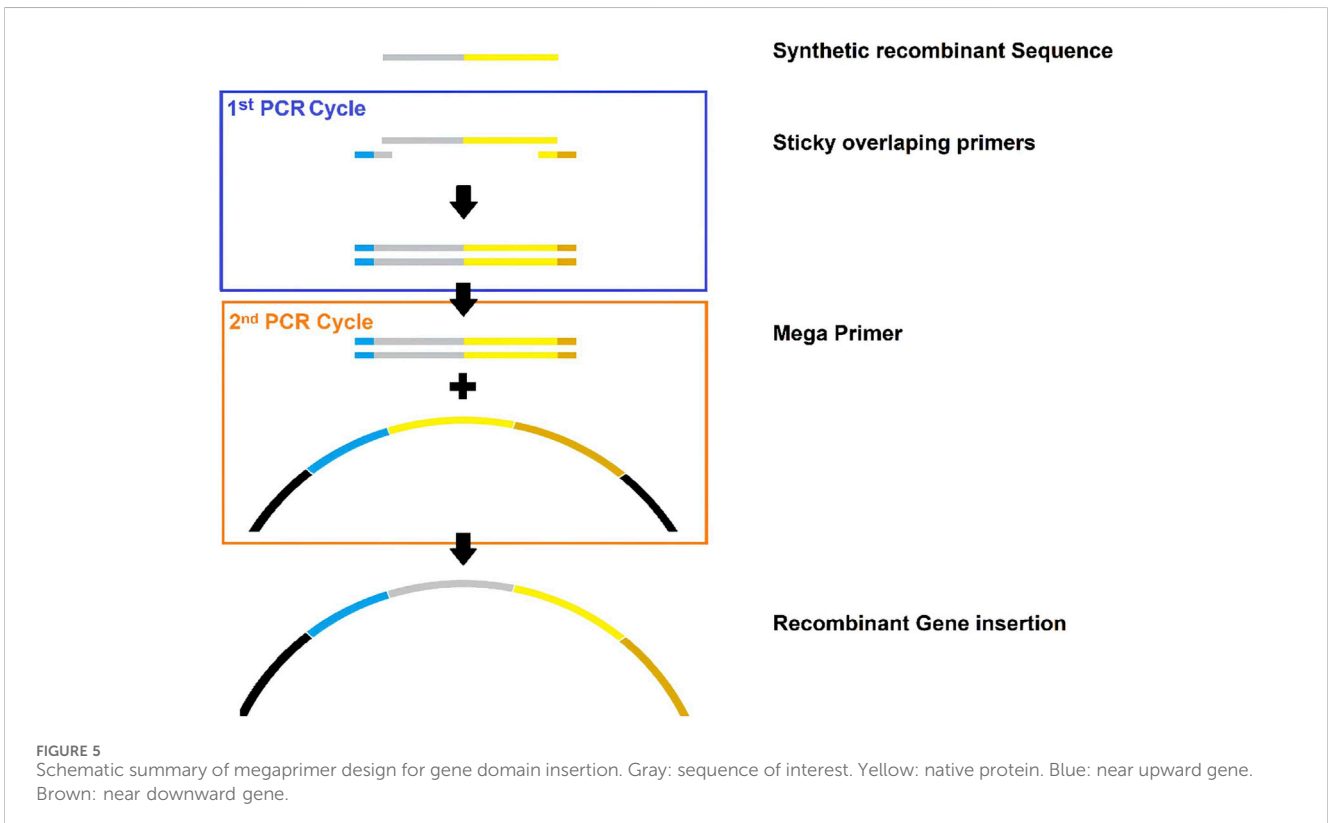 Synthetic recombinant Sequence
1st PCR Cycle
Sticky overlaping primers
2nd PCR Cycle
Mega Primer
+
Recombinant Gene insertion
FIGURE 5
Schematic summary of megaprimer design for gene domain insertion. Gray: sequence of interest. Yellow: native protein. Blue: near upward gene.
Brown: near downward gene.